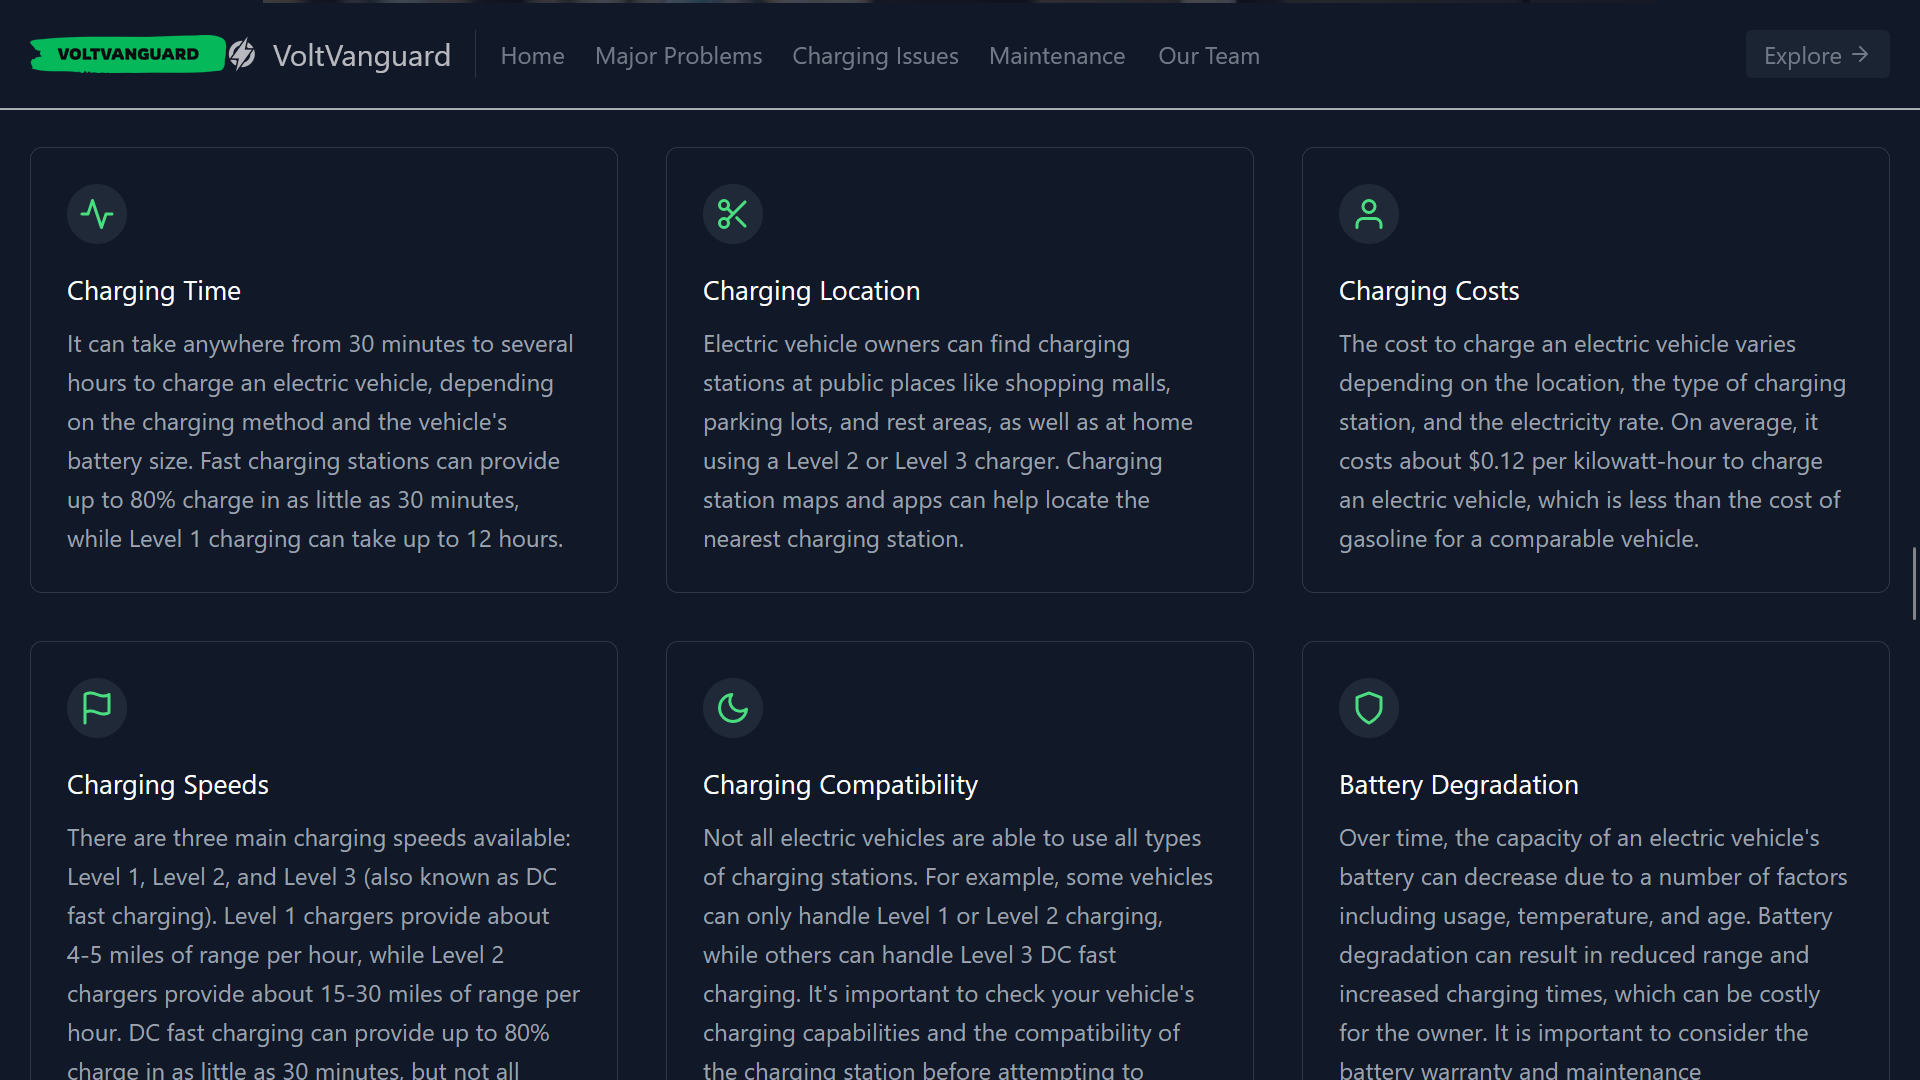 VOLTVANGUARD
VoltVanguard
Home
Major Problems
Charging Issues
Maintenance
Our Team
Explore →
Charging Time
It can take anywhere from 30 minutes to several
hours to charge an electric vehicle, depending
on the charging method and the vehicle's
battery size. Fast charging stations can provide
up to 80% charge in as little as 30 minutes,
while Level 1 charging can take up to 12 hours.
Charging Location
Electric vehicle owners can find charging
stations at public places like shopping malls,
parking lots, and rest areas, as well as at home
using a Level 2 or Level 3 charger. Charging
station maps and apps can help locate the
nearest charging station.
Charging Costs
The cost to charge an electric vehicle varies
depending on the location, the type of charging
station, and the electricity rate. On average, it
costs about $0.12 per kilowatt-hour to charge
an electric vehicle, which is less than the cost of
gasoline for a comparable vehicle.
Charging Speeds
There are three main charging speeds available:
Level 1, Level 2, and Level 3 (also known as DC
fast charging). Level 1 chargers provide about
4-5 miles of range per hour, while Level 2
chargers provide about 15-30 miles of range per
hour. DC fast charging can provide up to 80%
charge in as little as 30 minutes, but not all
Charging Compatibility
Not all electric vehicles are able to use all types
of charging stations. For example, some vehicles
can only handle Level 1 or Level 2 charging,
while others can handle Level 3 DC fast
charging. It's important to check your vehicle's
charging capabilities and the compatibility of
the charging station before attempting to
Battery Degradation
Over time, the capacity of an electric vehicle's
battery can decrease due to a number of factors
including usage, temperature, and age. Battery
degradation can result in reduced range and
increased charging times, which can be costly
for the owner. It is important to consider the
battery warranty and maintenance